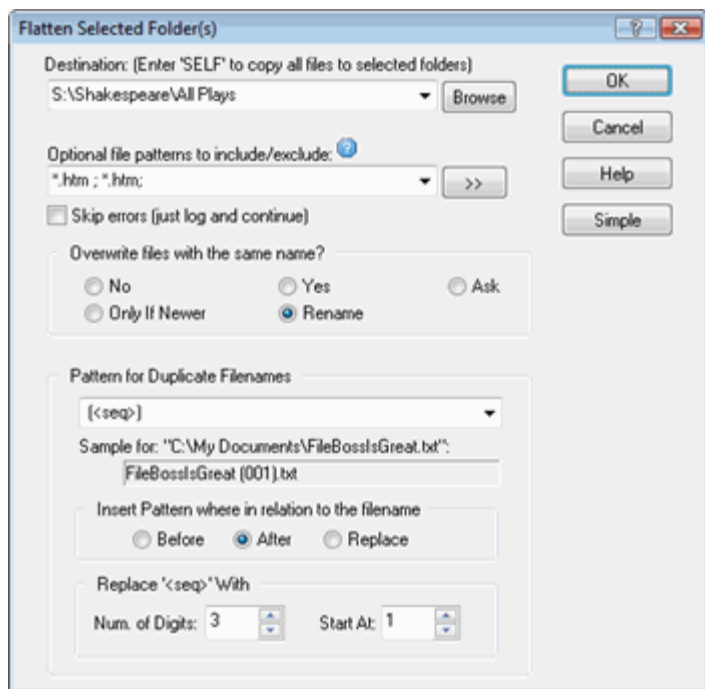 Flatten Selected Folder(s)
Destination: (Enter 'SELF' to copy all files to selected folders)
S:\Shakespeare\All Plays
Browse
OK
Cancel
Optional file patterns to include/exclude:
*.htm ; *.htm;
>>
Help
Skip errors (just log and continue)
Simple
Overwrite files with the same name?
No Yes Ask
Only If Newer Rename
Pattern for Duplicate Filenames
(<seq>)
Sample for: "C:\My Documents\FileBossIsGreat.txt":
FileBossIsGreat (001).txt
Insert Pattern where in relation to the filename
Before After Replace
Replace '<seq>' With
Num. of Digits: 3 Start At: 1